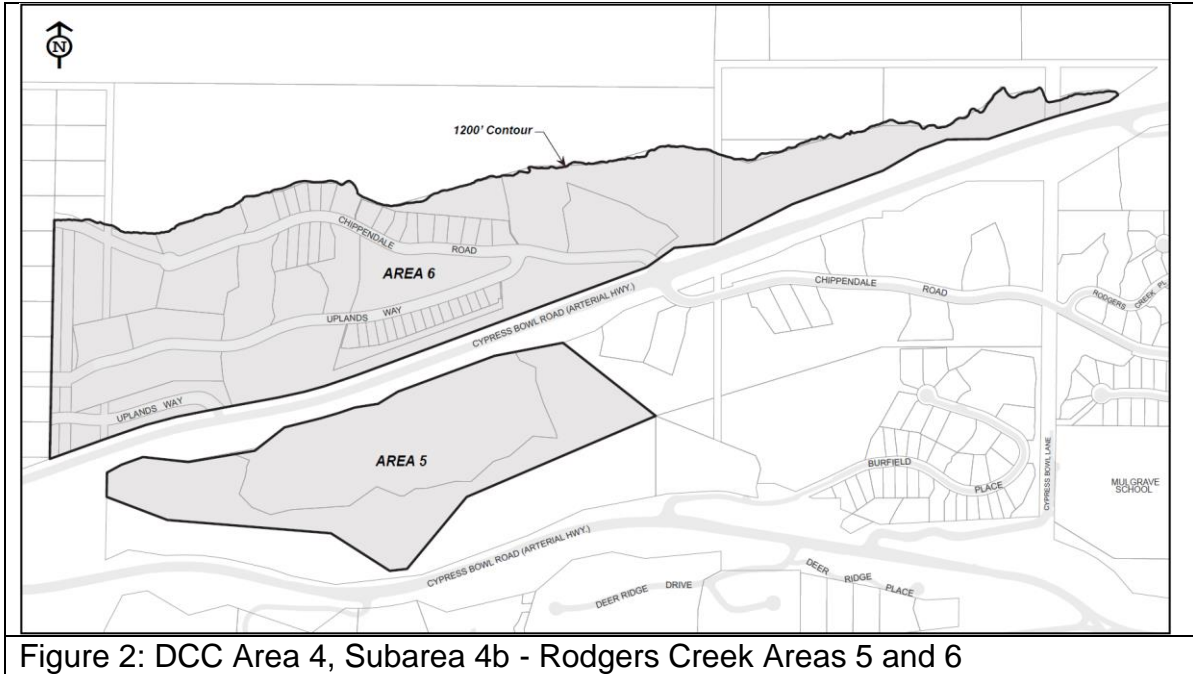 N
1200' Contour
CHIPPENDALE ROAD
AREA 6
UPLANDS WAY
CYPRESS BOWL ROAD (ARTERIAL HWY.)
CHIPPENDALE ROAD
RODGERS CREEK PL
UPLANDS WAY
AREA 5
BURFIELD PLACE
CYPRESS BOWL LANE
MULGRAVE
SCHOOL
CYPRESS BOWL ROAD (ARTERIAL HWY.)
DEER RIDGE DRIVE
DEER RIDGE PLACE
Figure 2: DCC Area 4, Subarea 4b - Rodgers Creek Areas 5 and 6